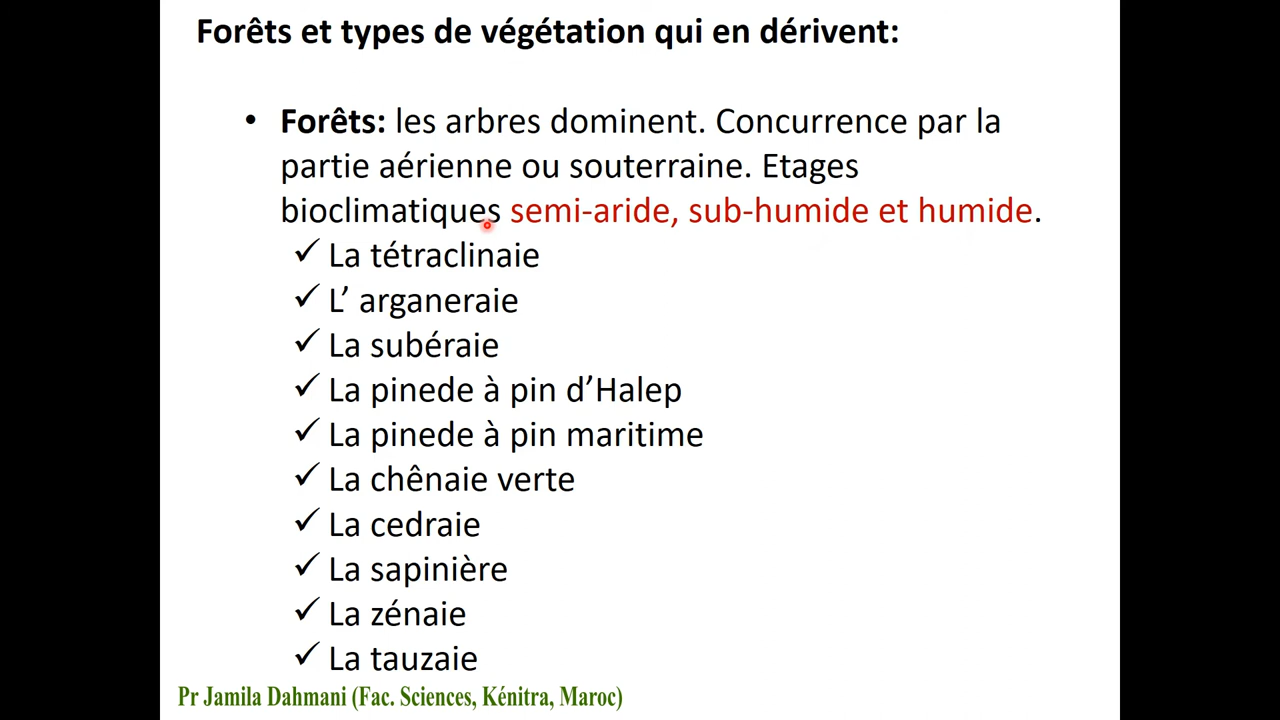 Forêts et types de végétation qui en dérivent:
• Forêts: les arbres dominent. Concurrence par la
partie aérienne ou souterraine. Etages
bioclimatiques semi-aride, sub-humide et humide.
✓ La tétraclinaie
✓ L’ arganeraie
✓ La subéraie
✓ La pinede à pin d’Halep
✓ La pinede à pin maritime
✓ La chênaie verte
✓ La cedraie
✓ La sapinière
✓ La zénaie
✓ La tauzaie
Pr Jamila Dahmani (Fac. Sciences, Kénitra, Maroc)